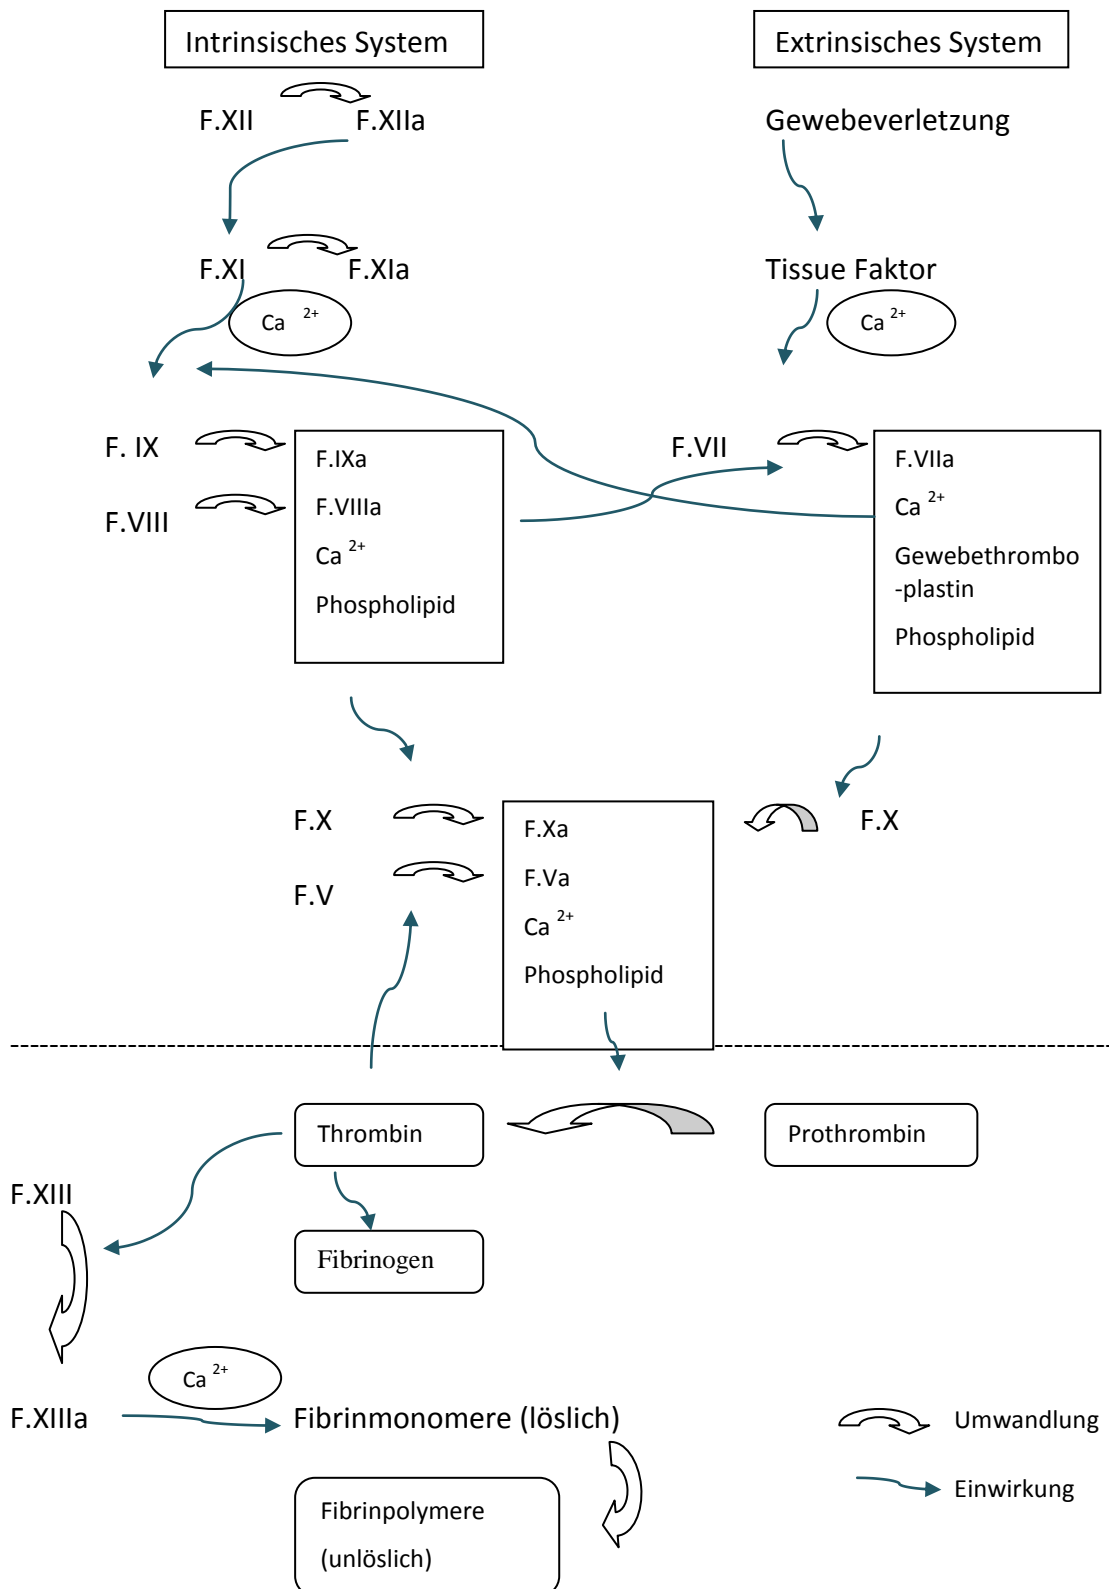 Intrinsisches System
Extrinsisches System
F.XII
F.XIIa
Gewebeverletzung
F.XI
F.XIa
Tissue Faktor
Ca 2+
Ca 2+
F. IX
F.VIII
F.IXa
F.VIIIa
Ca 2+
Phospholipid
F.VII
F.VIIa
Ca 2+
Gewebethrombo
-plastin
Phospholipid
F.X
F.V
F.Xa
F.Va
Ca 2+
Phospholipid
F.X
Thrombin
Prothrombin
F.XIII
Fibrinogen
Ca 2+
F.XIIIa
Fibrinmonomere (löslich)
Umwandlung
Einwirkung
Fibrinpolymere
(unlöslich)